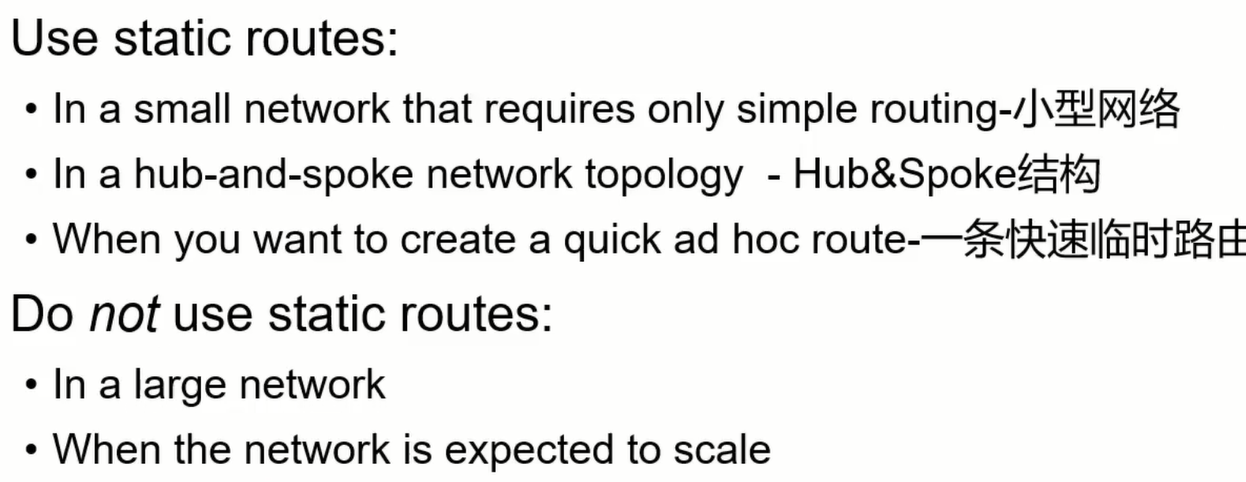 Use static routes:
• In a small network that requires only simple routing-小型网络
• In a hub-and-spoke network topology - Hub&Spoke结构
• When you want to create a quick ad hoc route-一条快速临时路由
Do not use static routes:
• In a large network
• When the network is expected to scale